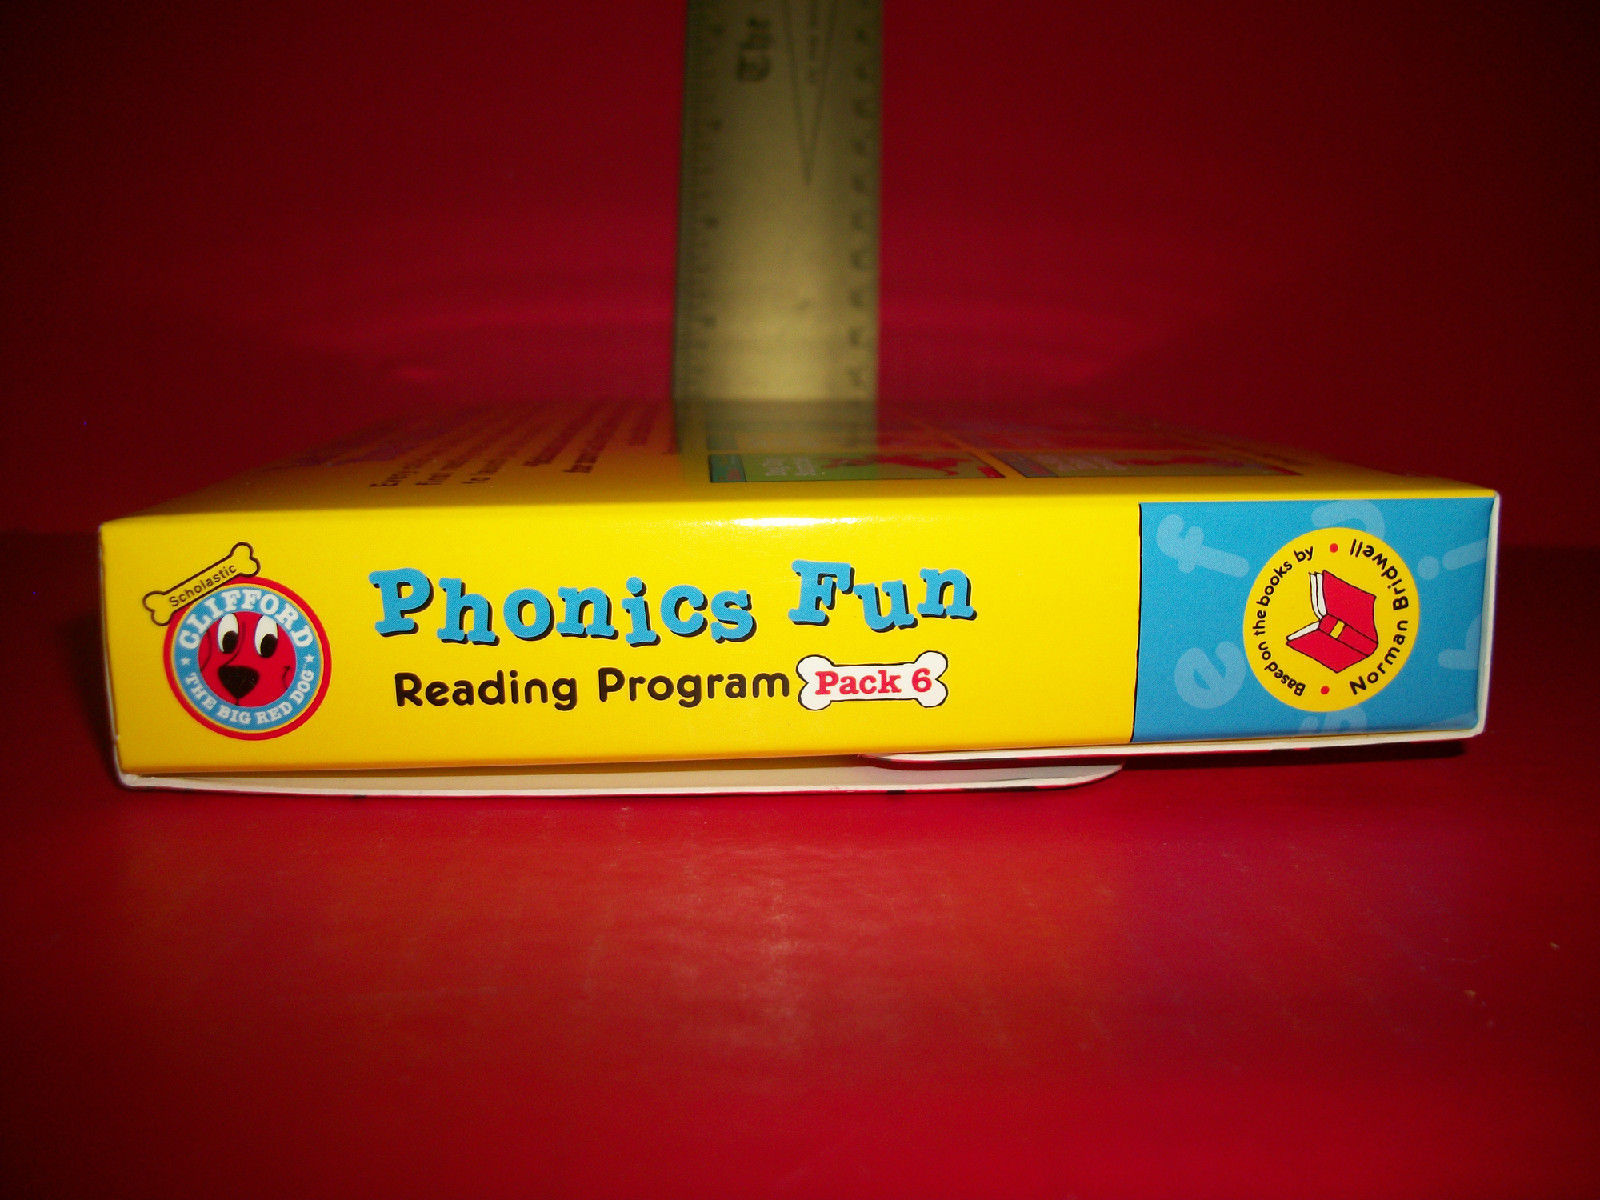 The
Scholastic
CLIFFORD
THE BIG RED DOG
Phonics Fun
Reading Program Pack 6
Based on the books by
Norman Bridwell
e f